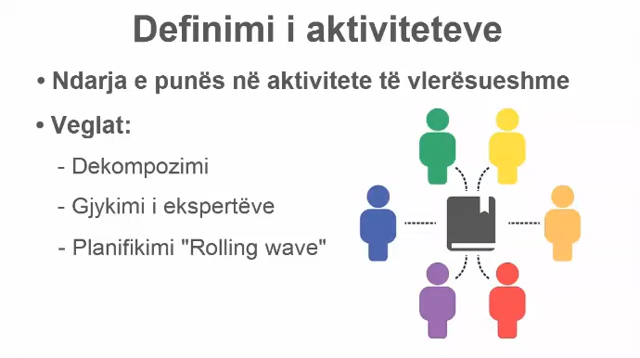 Definimi i aktiviteteve
• Ndarja e punës në aktivitete të vlerësueshme
• Veglat:
- Dekompozimi
- Gjykimi i ekspertëve
- Planifikimi "Rolling wave"